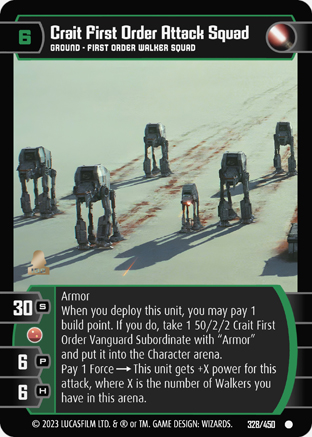 6
Crait First Order Attack Squad
GROUND - FIRST ORDER WALKER SQUAD
30 S
6 P
6 H
Armor
When you deploy this unit, you may pay 1
build point. If you do, take 1 50/2/2 Crait First
Order Vanguard Subordinate with “Armor”
and put it into the Character arena.
Pay 1 Force → This unit gets +X power for this
attack, where X is the number of Walkers you
have in this arena.
© 2023 LUCASFILM LTD. & ® or TM. GAME DESIGN: WIZARDS.
328/450